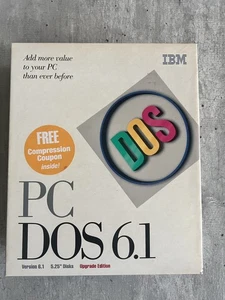 Add more value
to your PC
than ever before
IBM
DOS
FREE
Compression
Coupon
inside!
PC
DOS 6.1
Version 6.1 5.25" Disks Upgrade Edition